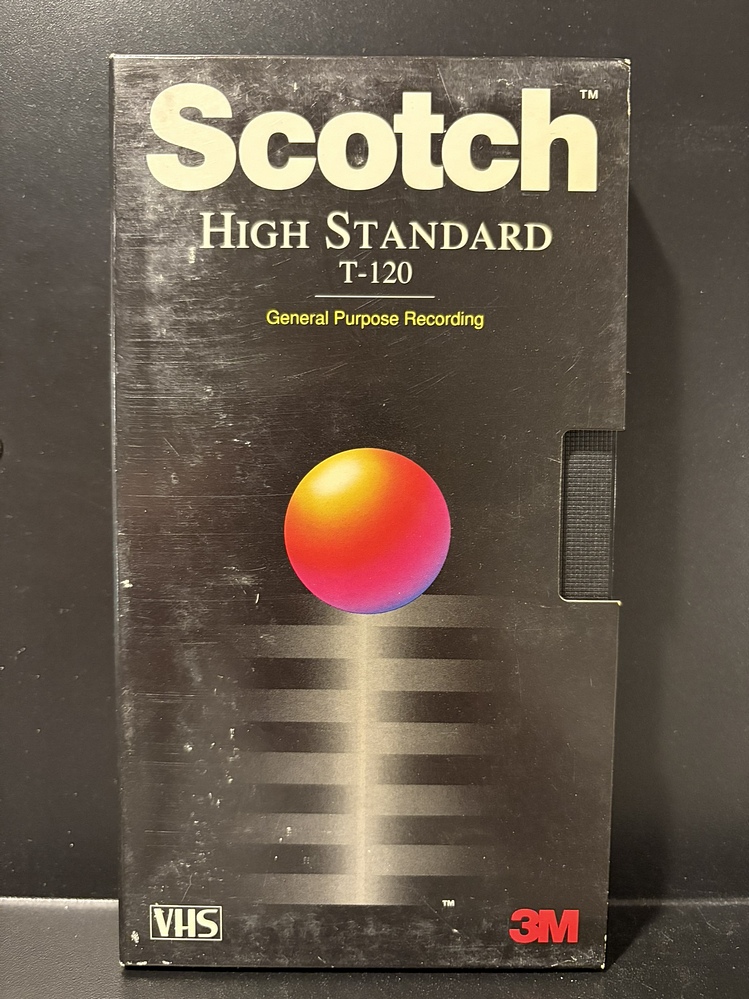 Scotch™
HIGH STANDARD
T-120
General Purpose Recording
™
VHS
3M